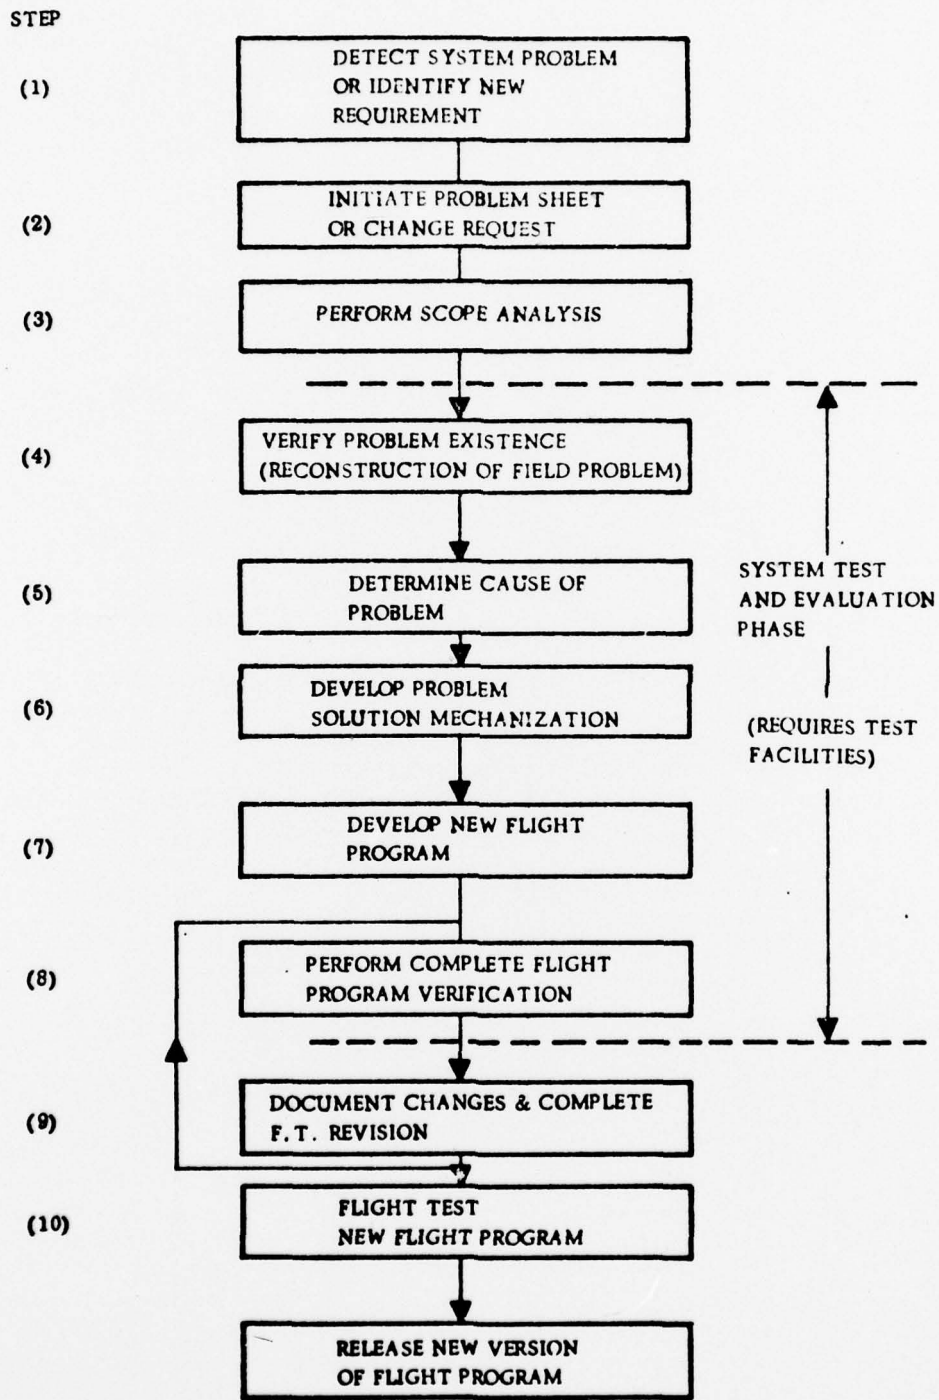 STEP
(1)
DETECT SYSTEM PROBLEM
OR IDENTIFY NEW
REQUIREMENT
(2)
INITIATE PROBLEM SHEET
OR CHANGE REQUEST
(3)
PERFORM SCOPE ANALYSIS
(4)
VERIFY PROBLEM EXISTENCE
(RECONSTRUCTION OF FIELD PROBLEM)
(5)
DETERMINE CAUSE OF
PROBLEM
SYSTEM TEST
AND EVALUATION
PHASE
(6)
DEVELOP PROBLEM
SOLUTION MECHANIZATION
(REQUIRES TEST
FACILITIES)
(7)
DEVELOP NEW FLIGHT
PROGRAM
(8)
PERFORM COMPLETE FLIGHT
PROGRAM VERIFICATION
(9)
DOCUMENT CHANGES & COMPLETE
F.T. REVISION
(10)
FLIGHT TEST
NEW FLIGHT PROGRAM
RELEASE NEW VERSION
OF FLIGHT PROGRAM